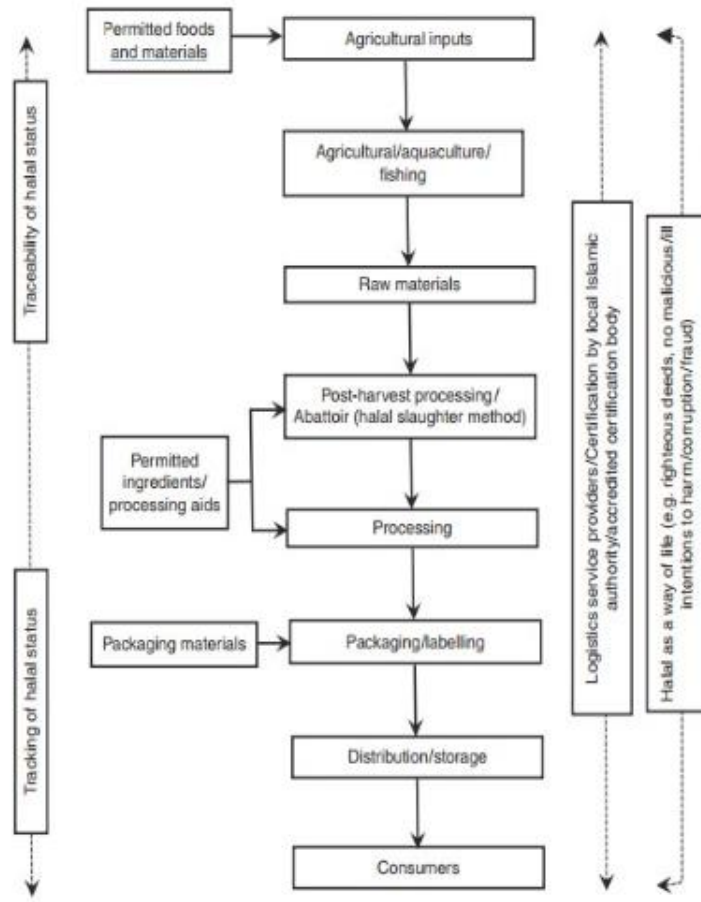 Permitted foods
and materials
Agricultural inputs
Agricultural/aquaculture/
fishing
Raw materials
Post-harvest processing/
Abattoir (halal slaughter method)
Permitted
ingredients/
processing aids
Processing
Packaging materials
Packaging/labelling
Distribution/storage
Consumers
Traceability of halal status
Tracking of halal status
Logistics service providers/Certification by local Islamic
authority/accredited certification body
Halal as a way of life (e.g. righteous deeds, no malicious/ill
intentions to harm/corruption/fraud)